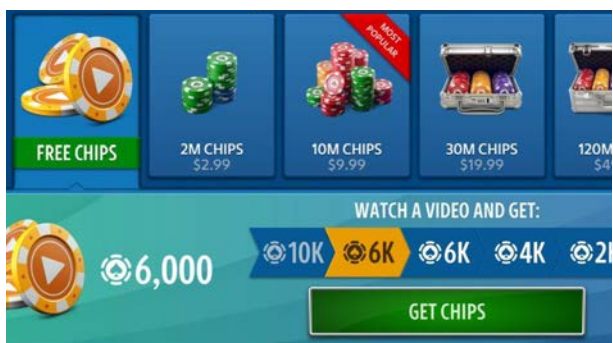 MOST
POPULAR
FREE CHIPS
2M CHIPS
$2.99
10M CHIPS
$9.99
30M CHIPS
$19.99
120M
WATCH A VIDEO AND GET:
6,000
10K 6K 6K 4K
GET CHIPS